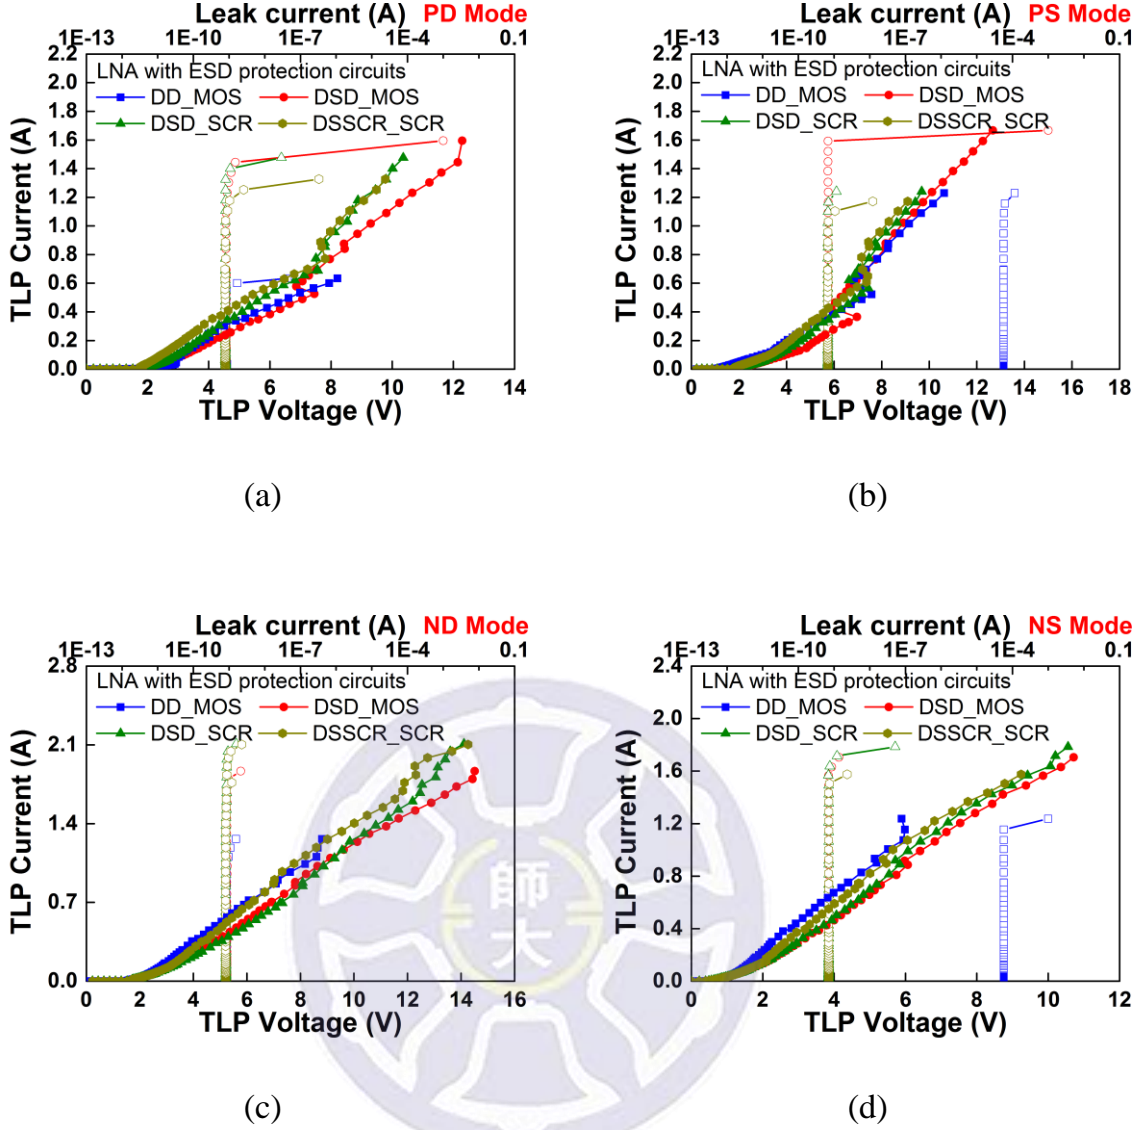 Leak current (A) PD Mode
1E-13 1E-10 1E-7 1E-4 0.1
LNA with ESD protection circuits
DD_MOS DSD_MOS
DSD_SCR DSSCR_SCR
TLP Current (A)
2.2
2.0
1.8
1.6
1.4
1.2
1.0
0.8
0.6
0.4
0.2
0.0
0 2 4 6 8 10 12 14
TLP Voltage (V)
(a)
Leak current (A) PS Mode
1E-13 1E-10 1E-7 1E-4 0.1
LNA with ESD protection circuits
DD_MOS DSD_MOS
DSD_SCR DSSCR_SCR
TLP Current (A)
2.2
2.0
1.8
1.6
1.4
1.2
1.0
0.8
0.6
0.4
0.2
0.0
0 2 4 6 8 10 12 14 16 18
TLP Voltage (V)
(b)
Leak current (A) ND Mode
1E-13 1E-10 1E-7 1E-4 0.1
LNA with ESD protection circuits
DD_MOS DSD_MOS
DSD_SCR DSSCR_SCR
TLP Current (A)
2.8
2.1
1.4
0.7
0.0
0 2 4 6 8 10 12 14 16
TLP Voltage (V)
(c)
Leak current (A) NS Mode
1E-13 1E-10 1E-7 1E-4 0.1
LNA with ESD protection circuits
DD_MOS DSD_MOS
DSD_SCR DSSCR_SCR
TLP Current (A)
2.4
2.0
1.6
1.2
0.8
0.4
0.0
0 2 4 6 8 10 12
TLP Voltage (V)
(d)
師
大